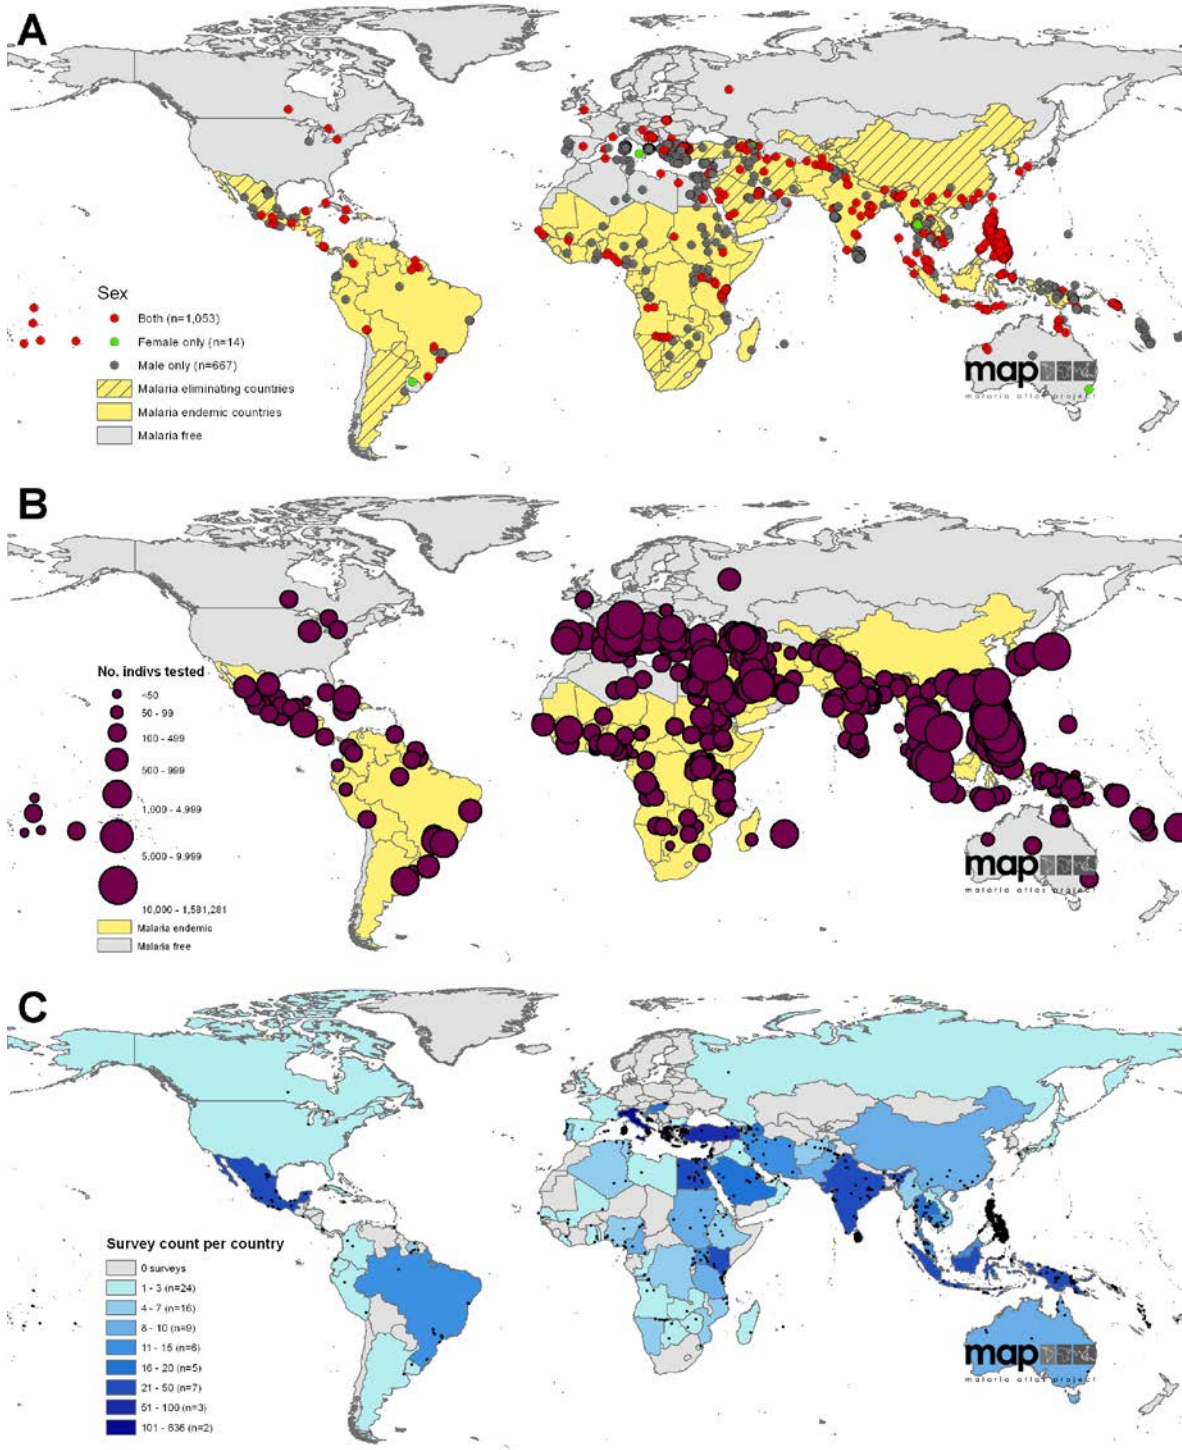 A
Sex
Both (n=1,053)
Female only (n=14)
Male only (n=667)
Malaria eliminating countries
Malaria endemic countries
Malaria free
map
malaria atlas project
B
No. indivs tested
<50
50 - 99
100 - 499
500 - 999
1,000 - 4,999
5,000 - 9,999
10,000 - 1,581,281
Malaria endemic
Malaria free
map
malaria atlas project
C
Survey count per country
0 surveys
1 - 3 (n=24)
4 - 7 (n=16)
8 - 10 (n=9)
11 - 15 (n=6)
16 - 20 (n=5)
21 - 50 (n=7)
51 - 100 (n=3)
101 - 636 (n=2)
map
malaria atlas project